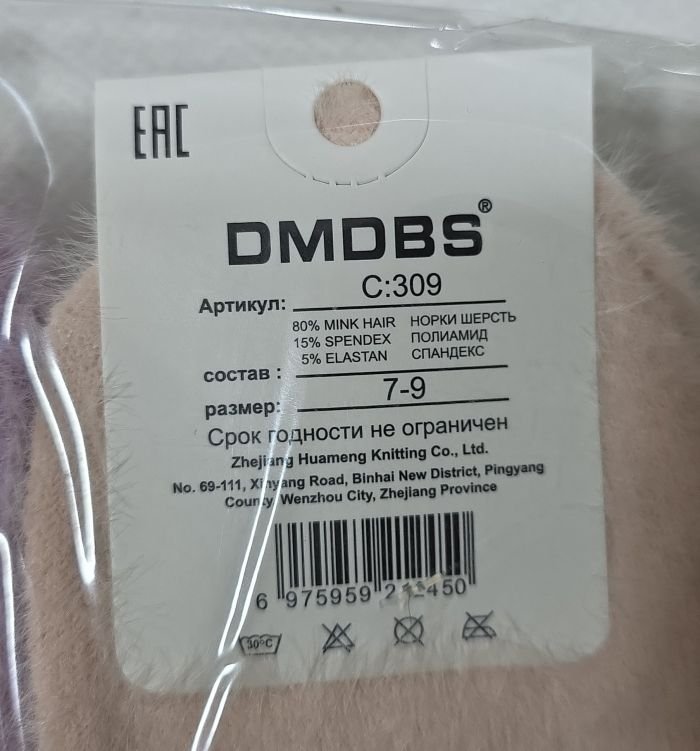 EAC
DMDBS®
Артикул: C:309
80% MINK HAIR НОРКИ ШЕРСТЬ
15% SPENDEX ПОЛИАМИД
5% ELASTAN СПАНДЕКС
состав :
размер: 7-9
Срок годности не ограничен
Zhejiang Huameng Knitting Co., Ltd.
No. 69-111, Xinyang Road, Binhai New District, Pingyang
County, Wenzhou City, Zhejiang Province
6 975959
30°C